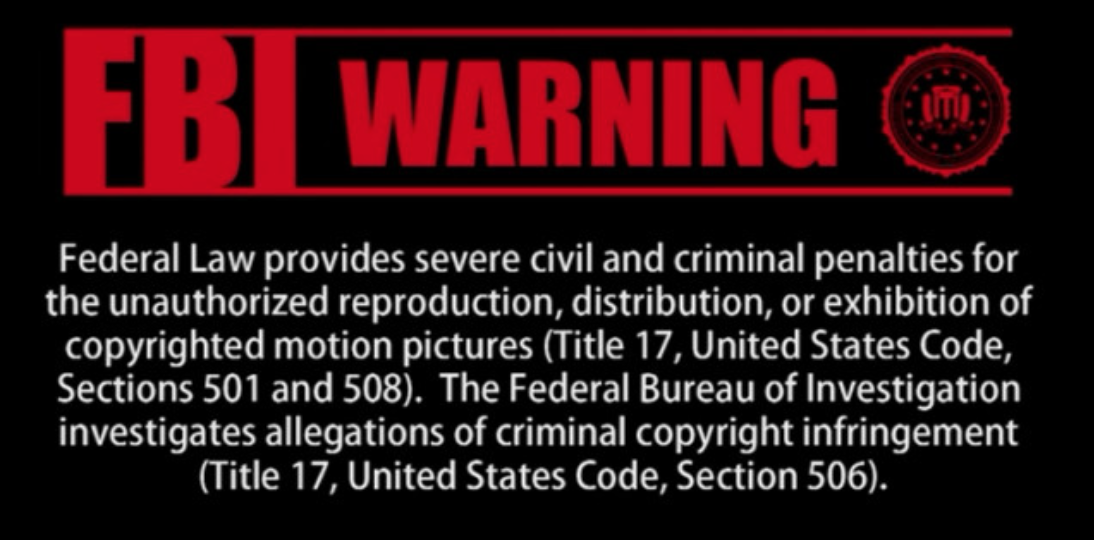 FBI WARNING
Federal Law provides severe civil and criminal penalties for
the unauthorized reproduction, distribution, or exhibition of
copyrighted motion pictures (Title 17, United States Code,
Sections 501 and 508).  The Federal Bureau of Investigation
investigates allegations of criminal copyright infringement
(Title 17, United States Code, Section 506).